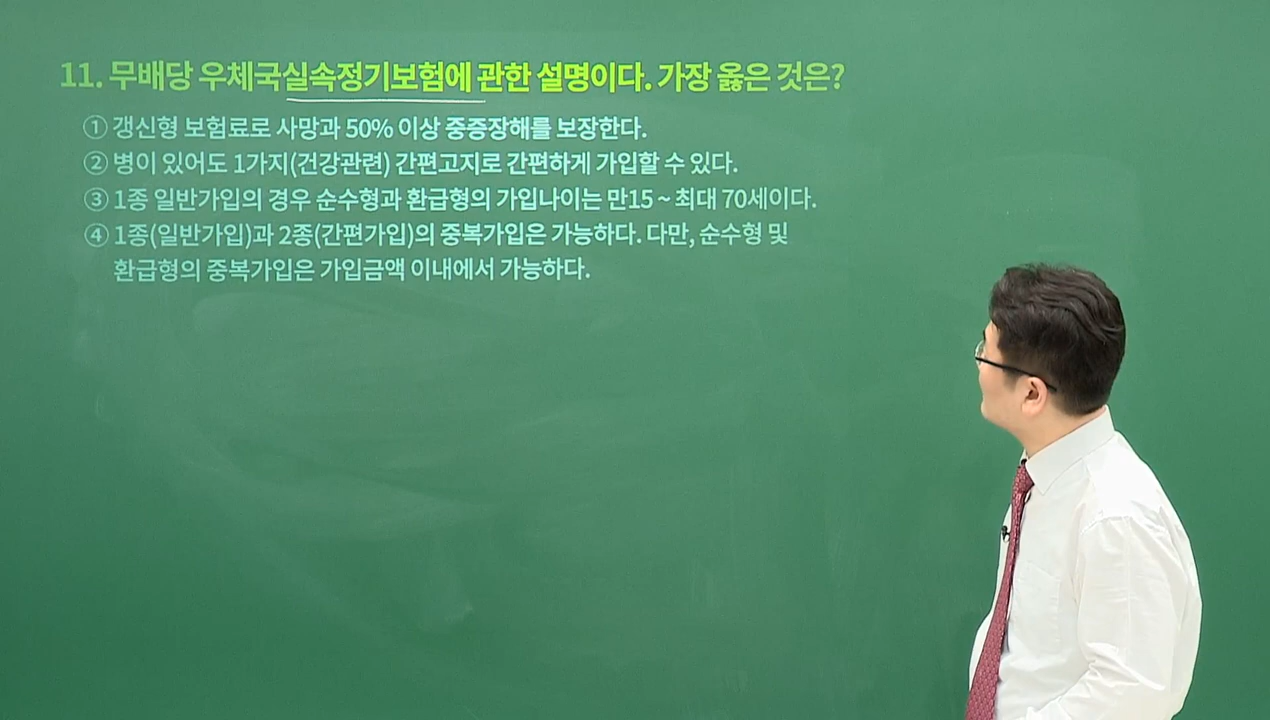 11. 무배당 우체국실속정기보험에 관한 설명이다. 가장 옳은 것은?
① 갱신형 보험료로 사망과 50% 이상 중증장해를 보장한다.
② 병이 있어도 1가지(건강관련) 간편고지로 간편하게 가입할 수 있다.
③ 1종 일반가입의 경우 순수형과 환급형의 가입나이는 만15 ~ 최대 70세이다.
④ 1종(일반가입)과 2종(간편가입)의 중복가입은 가능하다. 다만, 순수형 및
환급형의 중복가입은 가입금액 이내에서 가능하다.